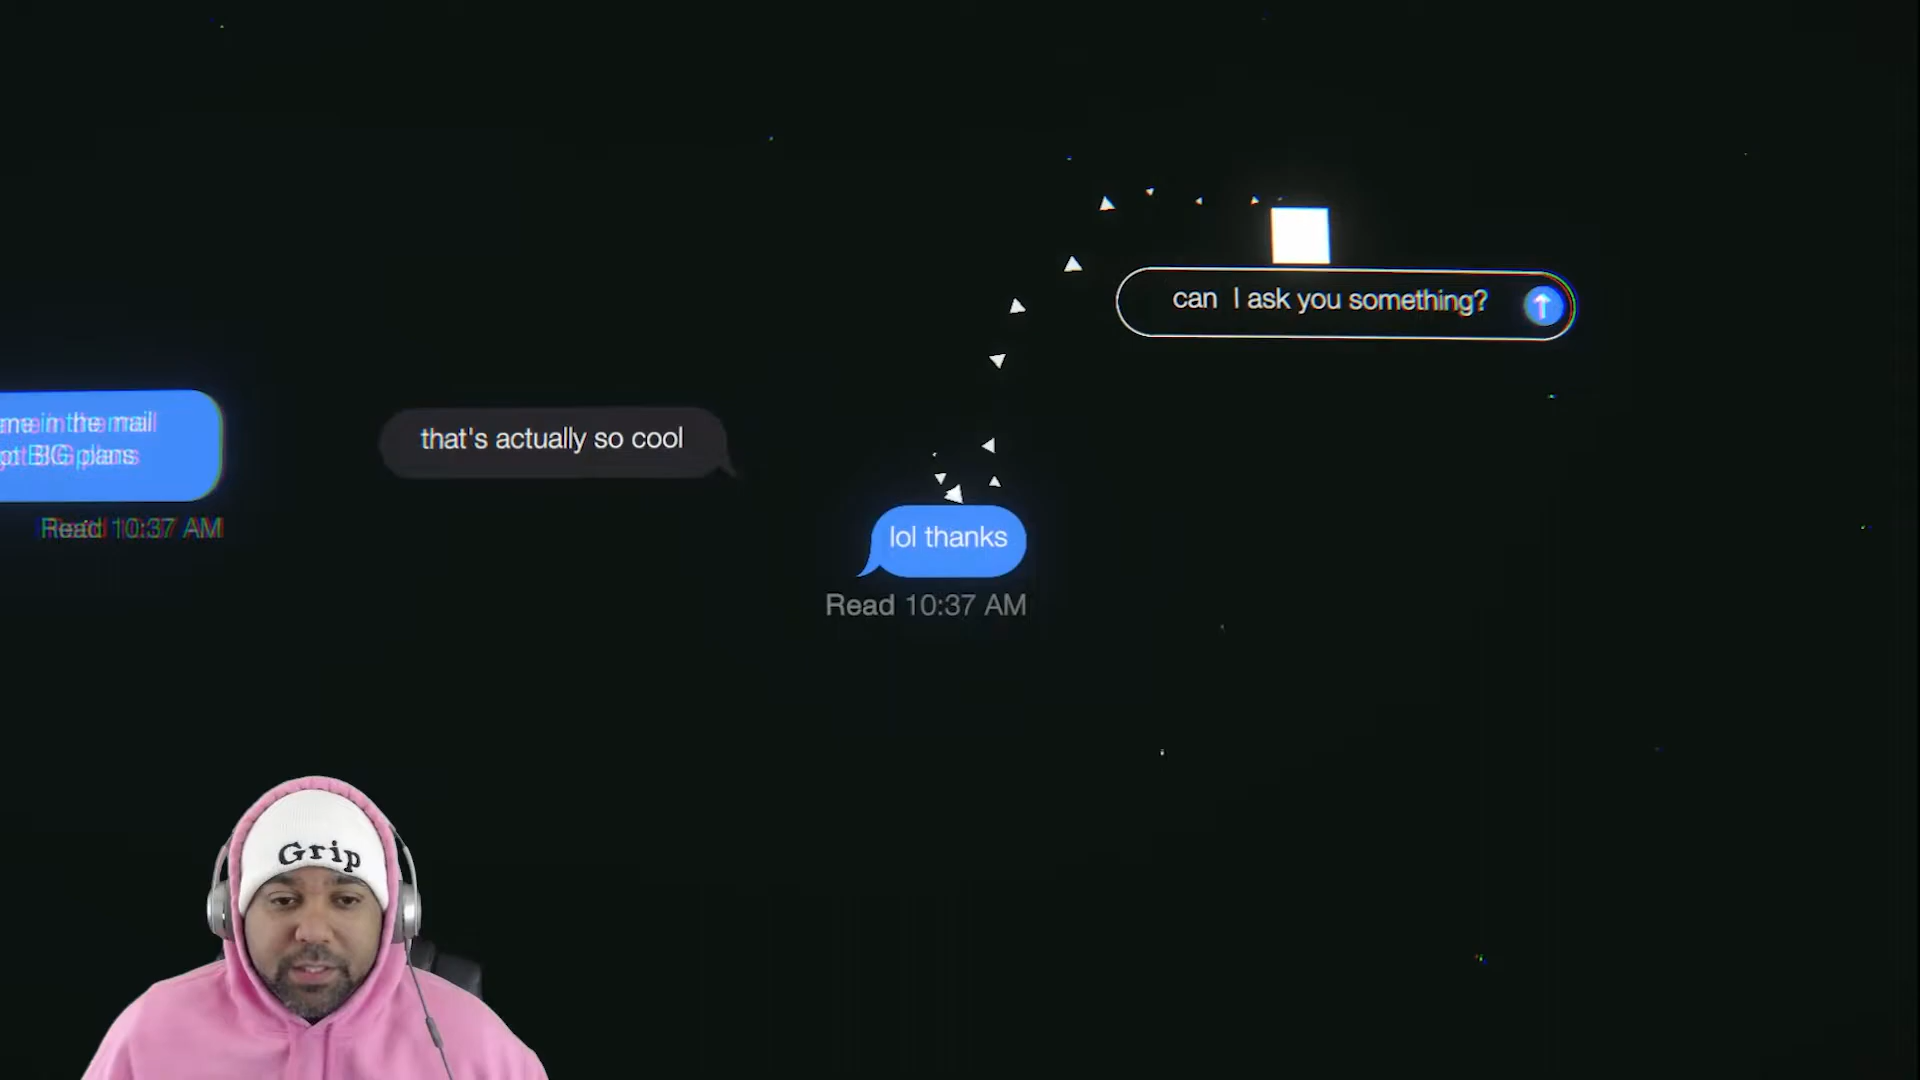 can I ask you something?
in the mail
BIG plans
Read 10:37 AM
that's actually so cool
lol thanks
Read 10:37 AM
Grip